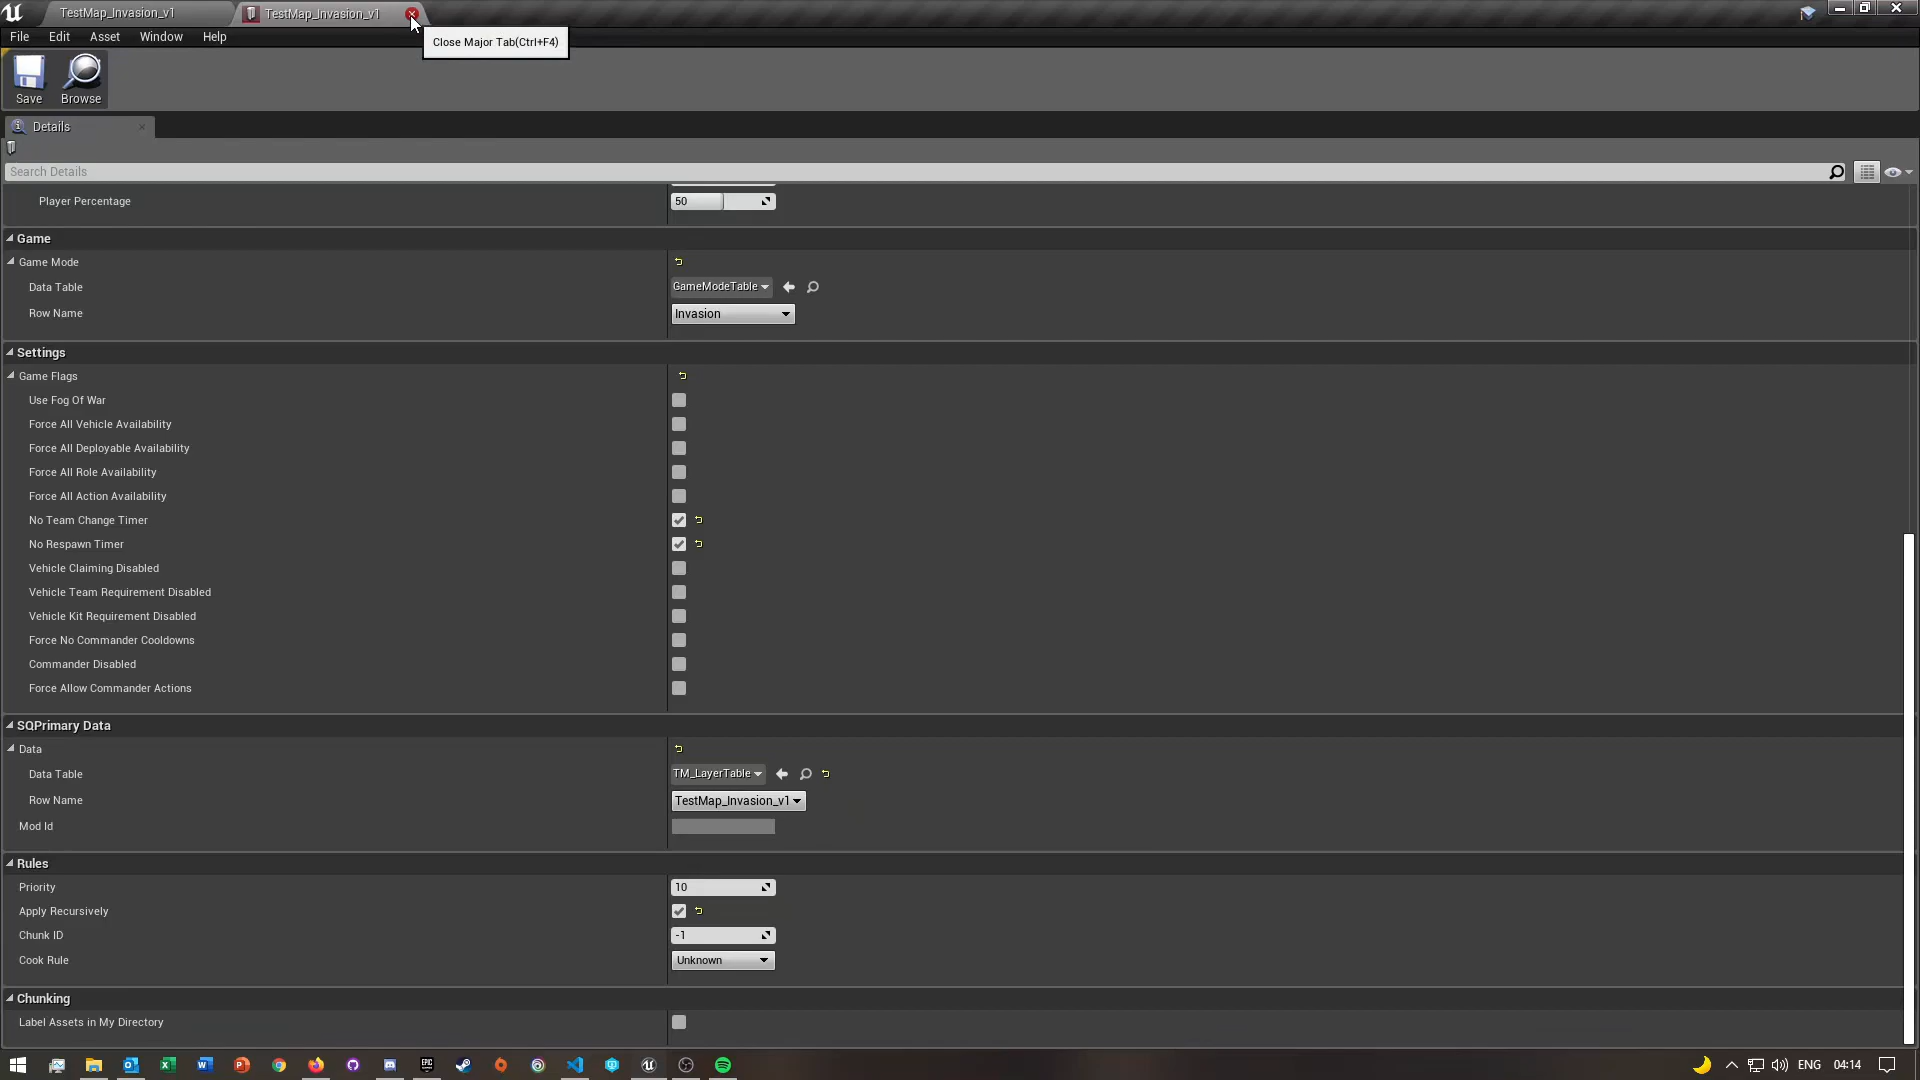 TestMap_Invasion_v1
TestMap_Invasion_v1
File Edit Asset Window Help
Close Major Tab(Ctrl+F4)
Save Browse
Details
Search Details
Player Percentage 50
Game
Game Mode
Data Table GameModeTable
Row Name Invasion
Settings
Game Flags
Use Fog Of War
Force All Vehicle Availability
Force All Deployable Availability
Force All Role Availability
Force All Action Availability
No Team Change Timer
No Respawn Timer
Vehicle Claiming Disabled
Vehicle Team Requirement Disabled
Vehicle Kit Requirement Disabled
Force No Commander Cooldowns
Commander Disabled
Force Allow Commander Actions
SQPrimary Data
Data
Data Table TM_LayerTable
Row Name TestMap_Invasion_v1
Mod Id
Rules
Priority 10
Apply Recursively
Chunk ID -1
Cook Rule Unknown
Chunking
Label Assets in My Directory
ENG 04:14